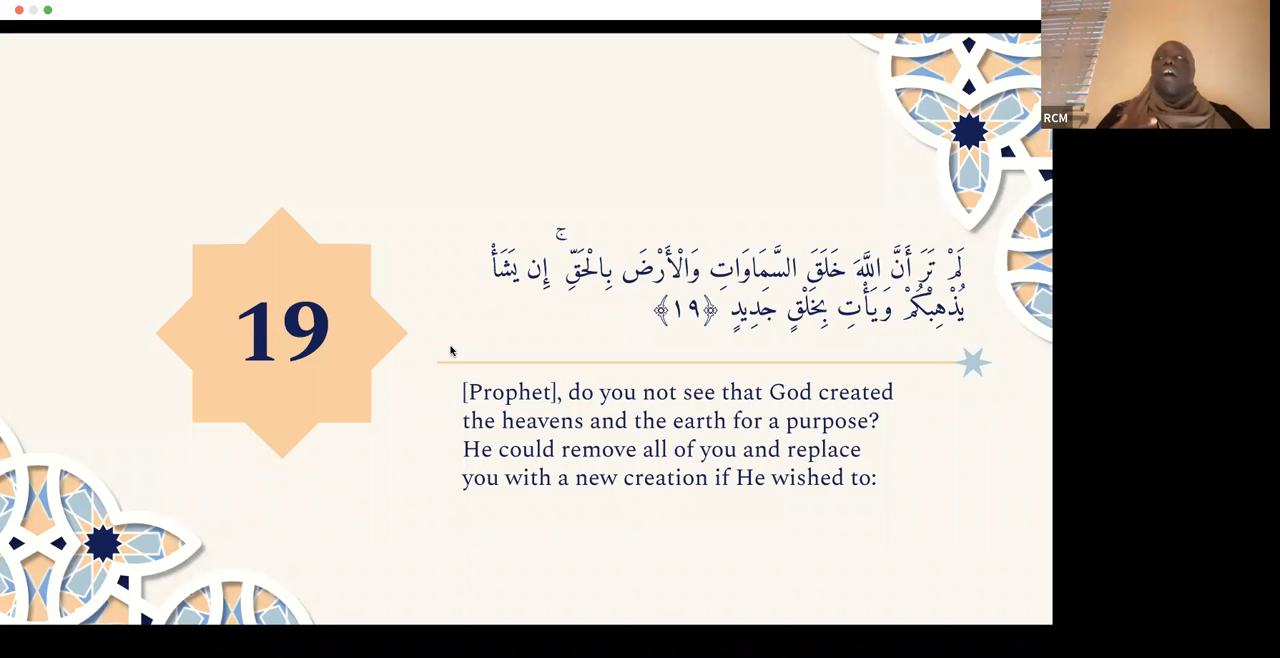 RCM
19
لَمْ تَرَ أَنَّ اللَّهَ خَلَقَ السَّمَاوَاتِ وَالْأَرْضَ بِالْحَقِّ ۚ إِن يَشَأْ
يُذْهِبْكُمْ وَيَأْتِ بِخَلْقٍ جَدِيدٍ ﴿١٩﴾
[Prophet], do you not see that God created
the heavens and the earth for a purpose?
He could remove all of you and replace
you with a new creation if He wished to: